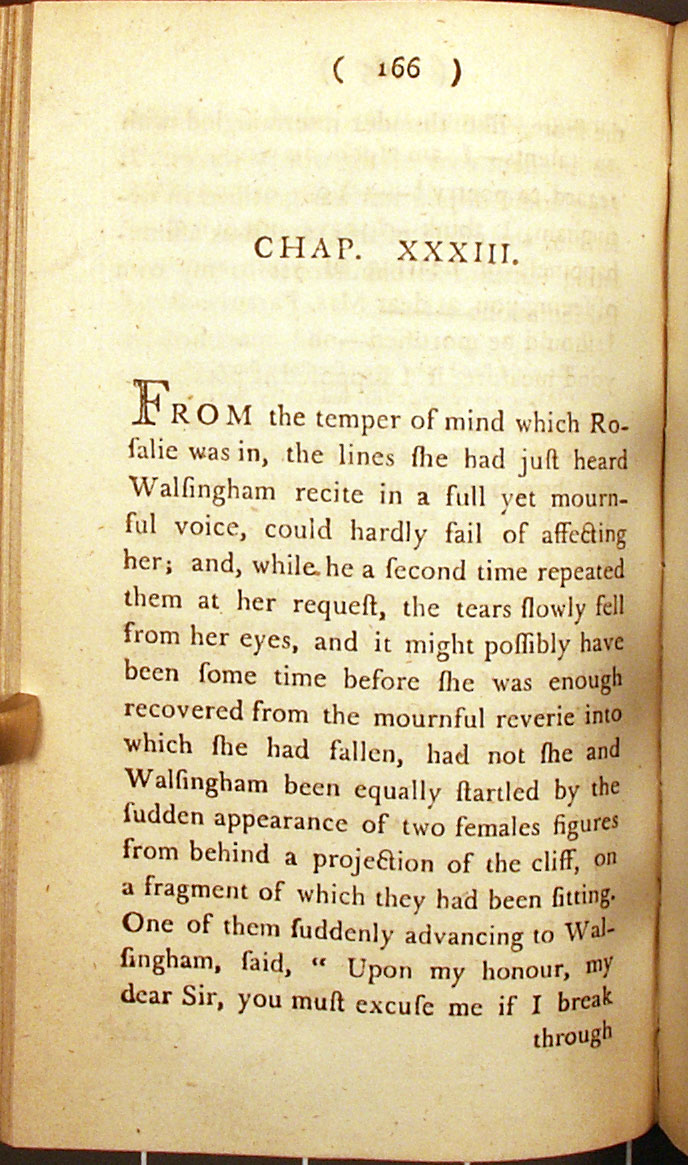 ( 166 )
CHAP. XXXIII.
FROM the temper of mind which Ro-
ſalie was in, the lines ſhe had juſt heard
Walſingham recite in a full yet mourn-
ful voice, could hardly fail of affecting
her; and, while he a ſecond time repeated
them at her requeſt, the tears ſlowly fell
from her eyes, and it might poſſibly have
been ſome time before ſhe was enough
recovered from the mournful reverie into
which ſhe had fallen, had not ſhe and
Walſingham been equally ſtartled by the
ſudden appearance of two females figures
from behind a projection of the cliff, on
a fragment of which they had been ſitting.
One of them ſuddenly advancing to Wal-
ſingham, ſaid, “ Upon my honour, my
dear Sir, you muſt excuſe me if I break
through